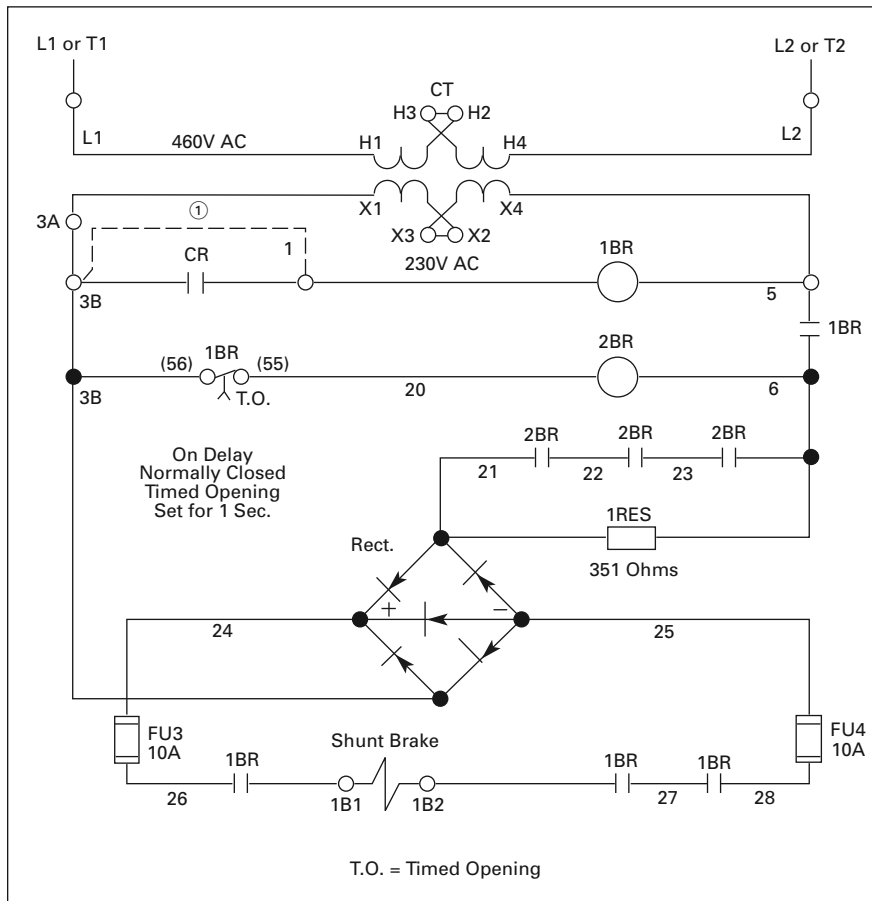 L1 or T1
L2 or T2
CT
H3 H2
L1
460V AC
H1
H4
L2
X1
X4
3A
①
X3 X2
CR
1
230V AC
1BR
3B
5
1BR
(56) 1BR (55)
2BR
3B
T.O.
20
6
On Delay
Normally Closed
Timed Opening
Set for 1 Sec.
2BR 2BR 2BR
21
22
23
1RES
Rect.
351 Ohms
+
−
24
25
FU3
10A
Shunt Brake
FU4
10A
1BR
1BR
1BR
26
1B1
1B2
27
28
T.O. = Timed Opening